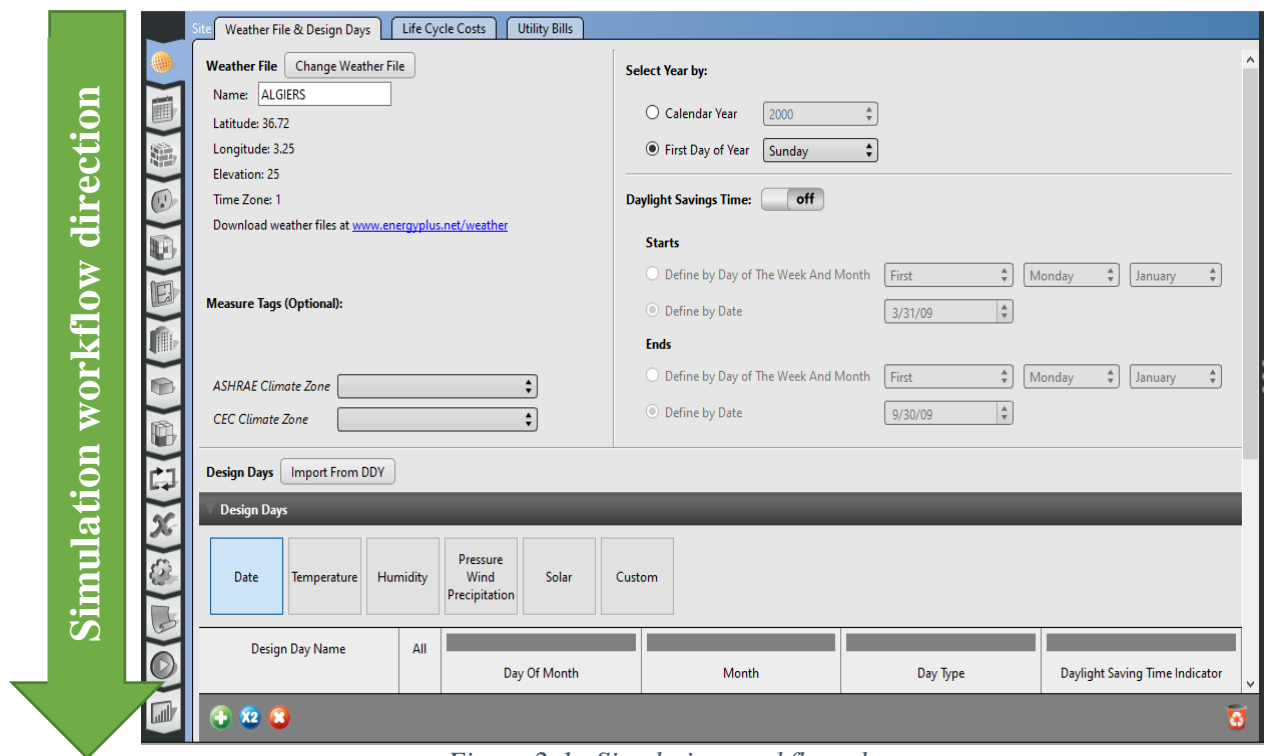 Simulation workflow direction
Site Weather File & Design Days Life Cycle Costs Utility Bills
Weather File Change Weather File
Name: ALGIERS
Latitude: 36.72
Longitude: 3.25
Elevation: 25
Time Zone: 1
Download weather files at www.energyplus.net/weather
Measure Tags (Optional):
ASHRAE Climate Zone
CEC Climate Zone
Select Year by:
Calendar Year 2000
First Day of Year Sunday
Daylight Savings Time: off
Starts
Define by Day of The Week And Month First Monday January
Define by Date 3/31/09
Ends
Define by Day of The Week And Month First Monday January
Define by Date 9/30/09
Design Days Import From DDY
Design Days
Date Temperature Humidity Pressure Wind Precipitation Solar Custom
Design Day Name All Day Of Month Month Day Type Daylight Saving Time Indicator
X2